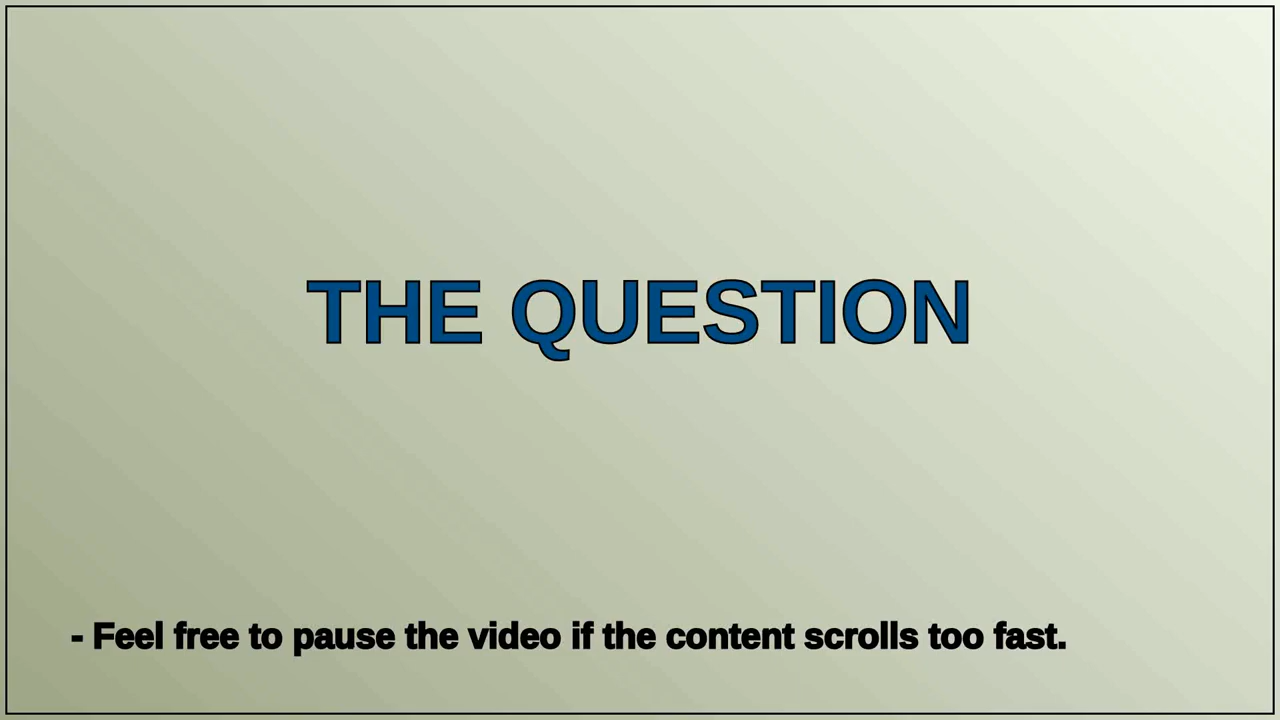 THE QUESTION
- Feel free to pause the video if the content scrolls too fast.